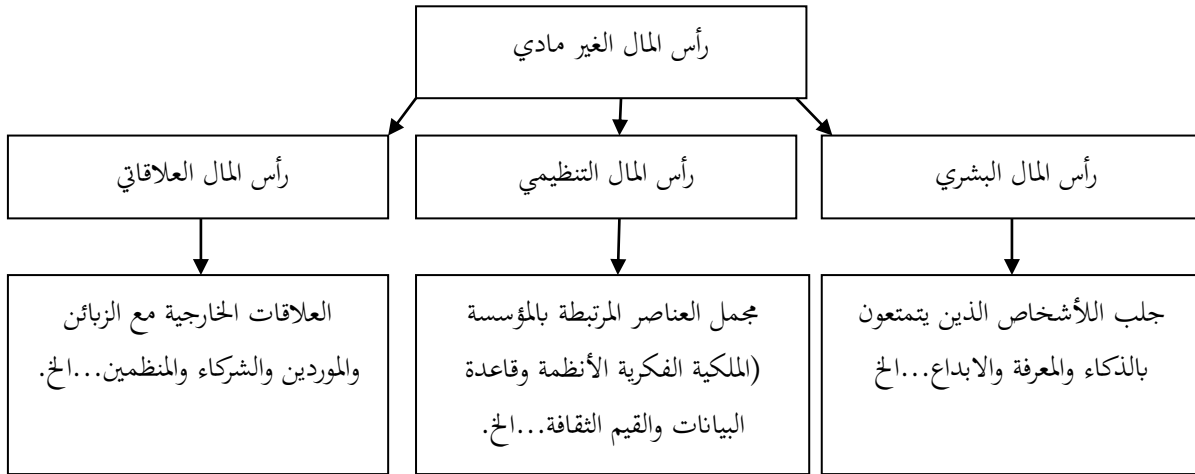 رأس المال الغير مادي
رأس المال البشري
رأس المال التنظيمي
رأس المال العلاقاتي
جلب اللأشخاص الذين يتمتعون
بالذكاء والمعرفة والابداع...الخ
مجمل العناصر المرتبطة بالمؤسسة
(الملكية الفكرية الأنظمة وقاعدة
البيانات والقيم الثقافة...الخ.
العلاقات الخارجية مع الزبائن
والموردين والشركاء والمنظمين...الخ.